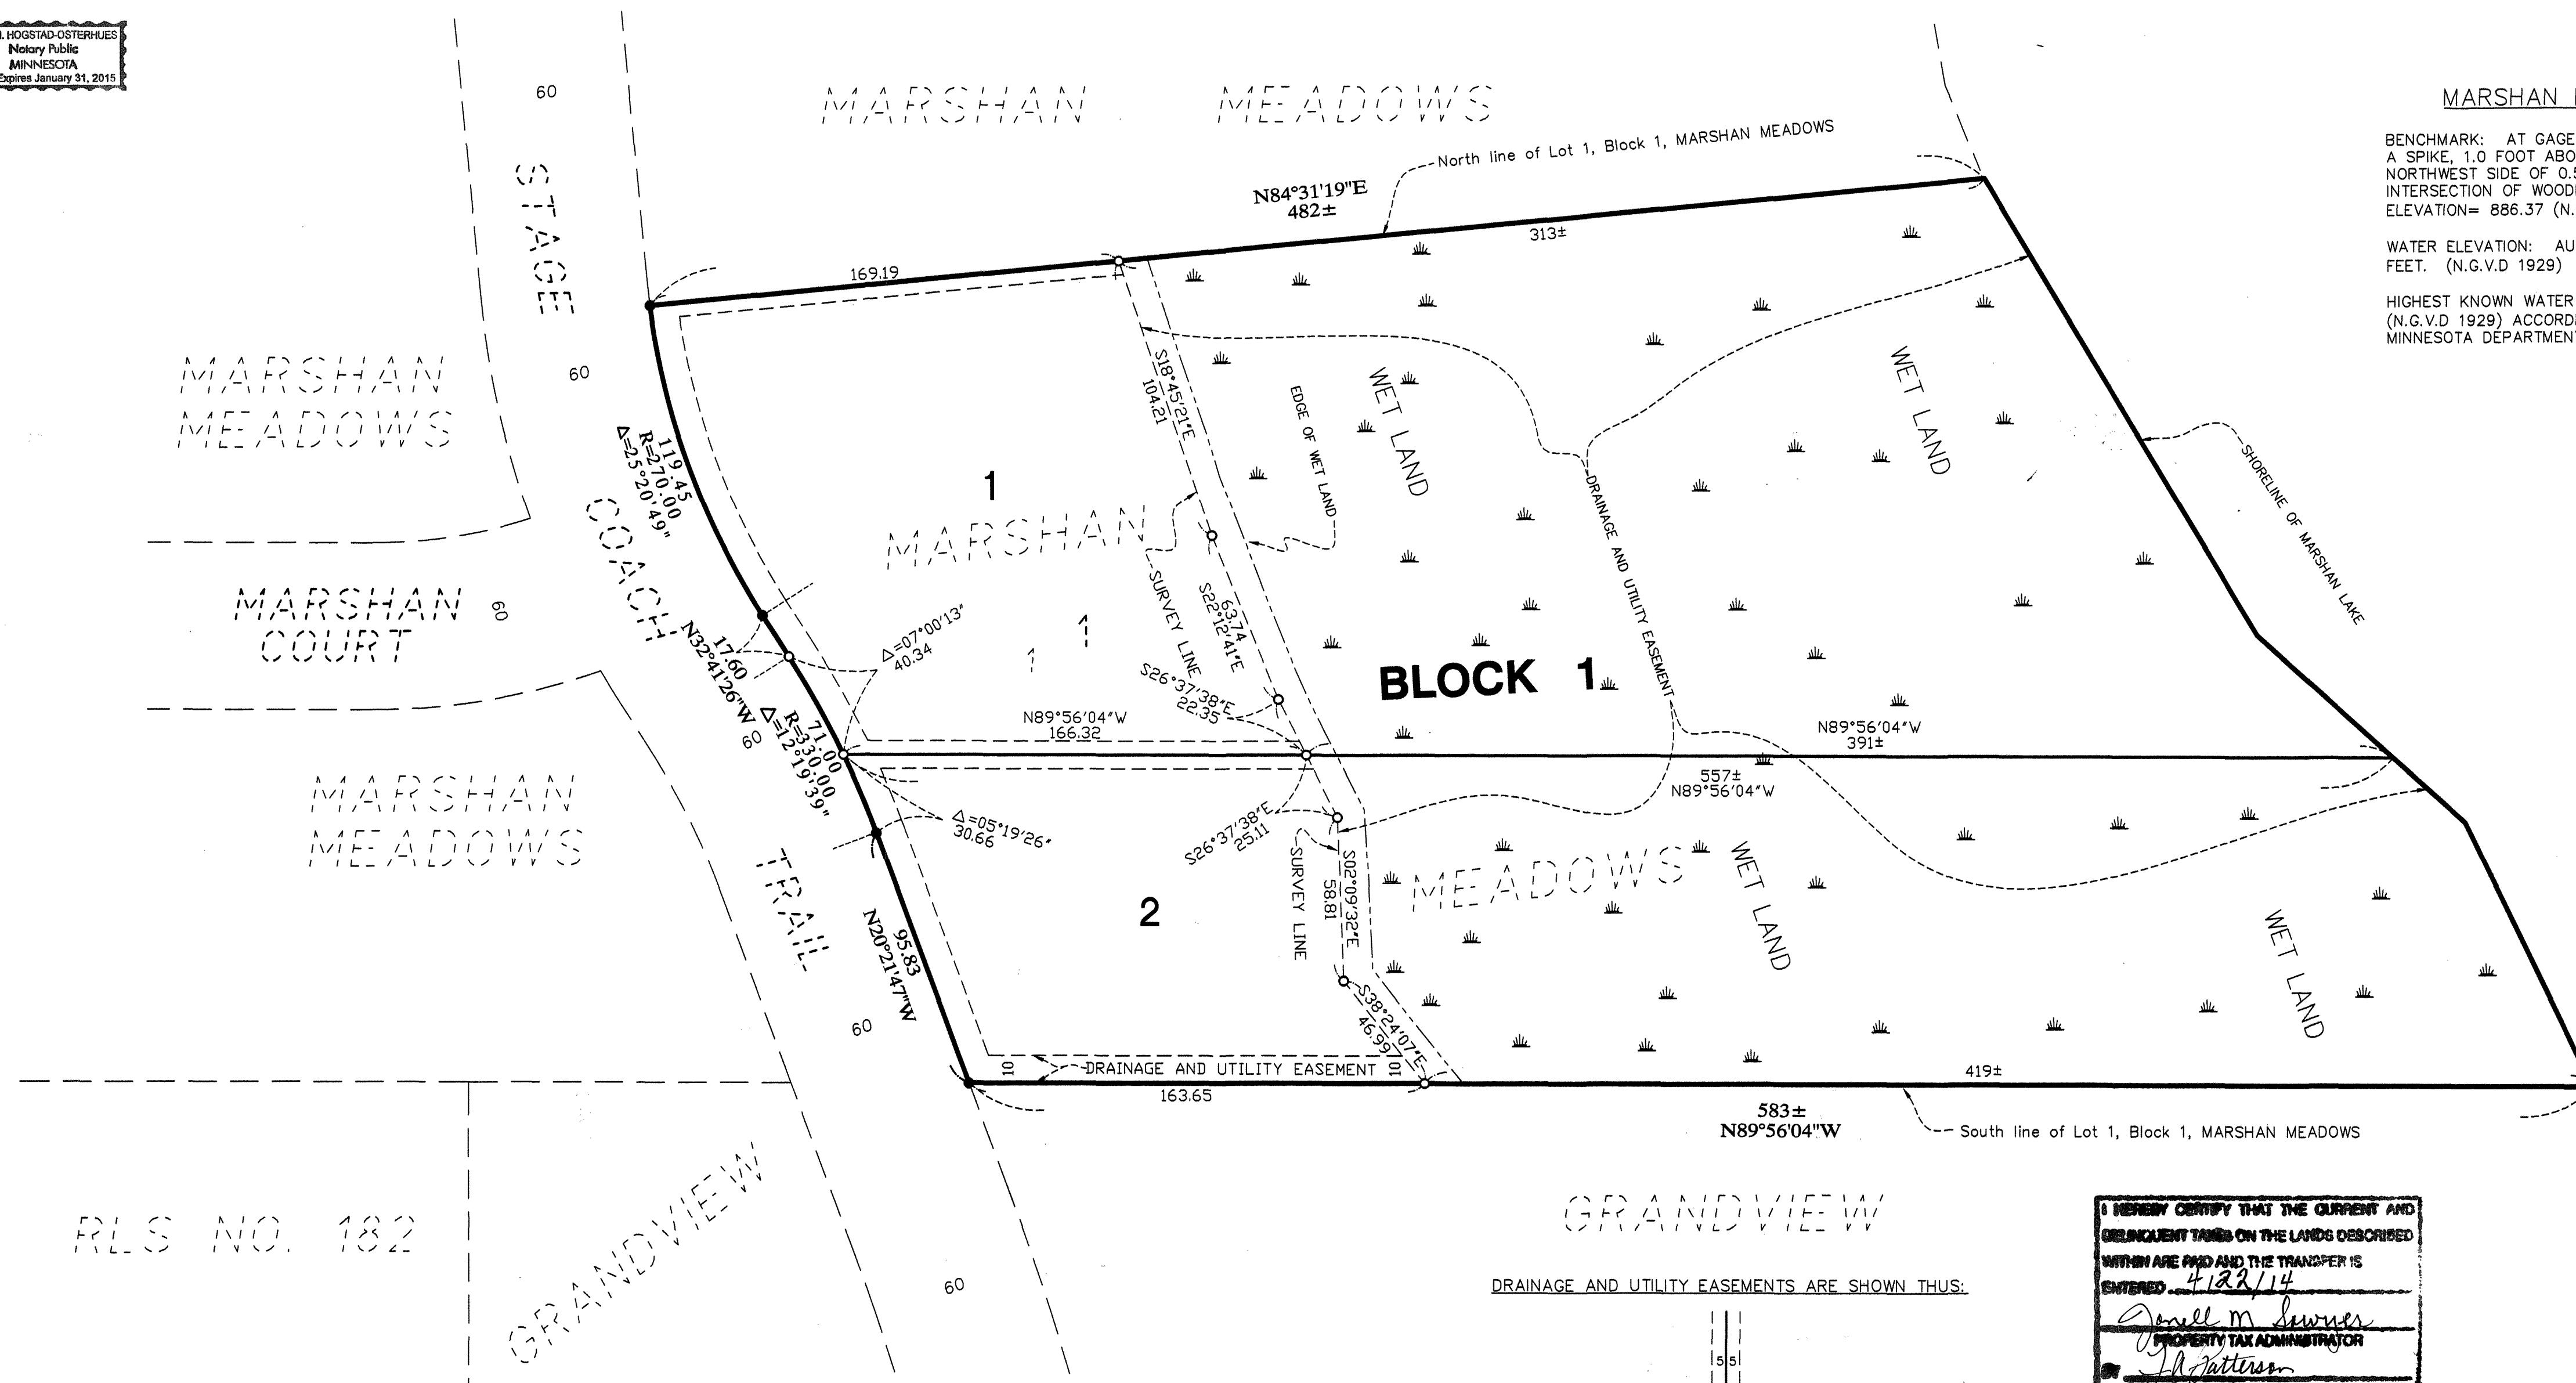 I. HOGSTAD-OSTERHUES
Notary Public
MINNESOTA
Expires January 31, 2015
60
STAGE
60
COACH
60
TRAIL
60
60
MARSHAN MEADOWS
North line of Lot 1, Block 1, MARSHAN MEADOWS
N84°31'19"E
482±
169.19
313±
MARSHAN
BENCHMARK: AT GAGE
A SPIKE, 1.0 FOOT ABO
NORTHWEST SIDE OF 0.5
INTERSECTION OF WOOD
ELEVATION= 886.37 (N.
WATER ELEVATION: AU
FEET. (N.G.V.D 1929)
HIGHEST KNOWN WATER
(N.G.V.D 1929) ACCORD
MINNESOTA DEPARTMENT
MARSHAN
MEADOWS
119.45
R=270.00
Δ=25°20'49"
S18°45'21"E
104.21
EDGE OF WET LAND
WET LAND
WET LAND
SHORELINE OF MARSHAN LAKE
DRAINAGE AND UTILITY EASEMENT
1
MARSHAN
1
1
SURVEY LINE
63.74
S22°12'41"E
MARSHAN
COURT
60
17.60
N32°41'26"W
Δ=07°00'13"
40.34
S26°37'38"E
22.35
BLOCK 1
N89°56'04"W
166.32
N89°56'04"W
391±
557±
N89°56'04"W
71.00
R=330.00
Δ=12°19'39"
MARSHAN
MEADOWS
Δ=05°19'26"
30.66
S26°37'38"E
25.11
SURVEY LINE
S02°09'32"E
58.81
MEADOWS
WET LAND
WET LAND
2
95.83
N20°21'47"W
S38°24'07"E
46.99
10
DRAINAGE AND UTILITY EASEMENT
10
163.65
419±
583±
N89°56'04"W
South line of Lot 1, Block 1, MARSHAN MEADOWS
RLS NO. 182
GRANDVIEW
GRANDVIEW
DRAINAGE AND UTILITY EASEMENTS ARE SHOWN THUS:
5 5
I HEREBY CERTIFY THAT THE CURRENT AND
DELINQUENT TAXES ON THE LANDS DESCRIBED
WITHIN ARE PAID AND THE TRANSFER IS
ENTERED 4/22/14
Jonell M Sawyer
PROPERTY TAX ADMINISTRATOR
BY T.A. Patterson